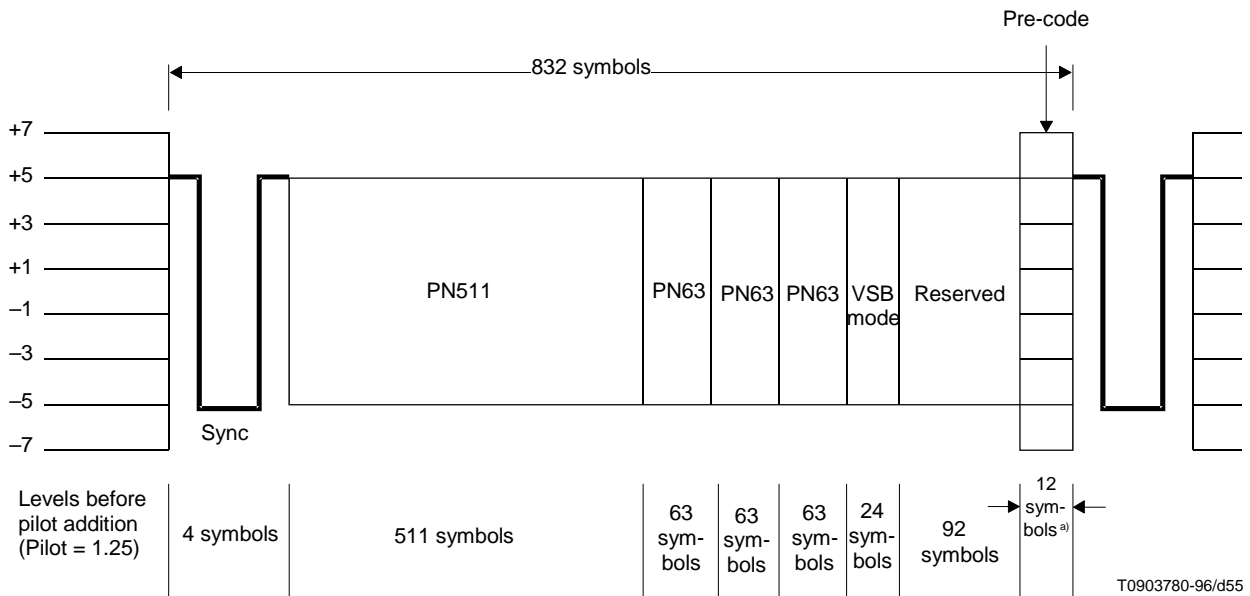 Pre-code
832 symbols
+7
+5
+3
+1
–1
–3
–5
–7
PN511
PN63
PN63
PN63
VSB
mode
Reserved
Sync
Levels before
pilot addition
(Pilot = 1.25)
4 symbols
511 symbols
63
sym-
bols
63
sym-
bols
63
sym-
bols
24
sym-
bols
92
symbols
12
sym-
bols a)
T0903780-96/d55